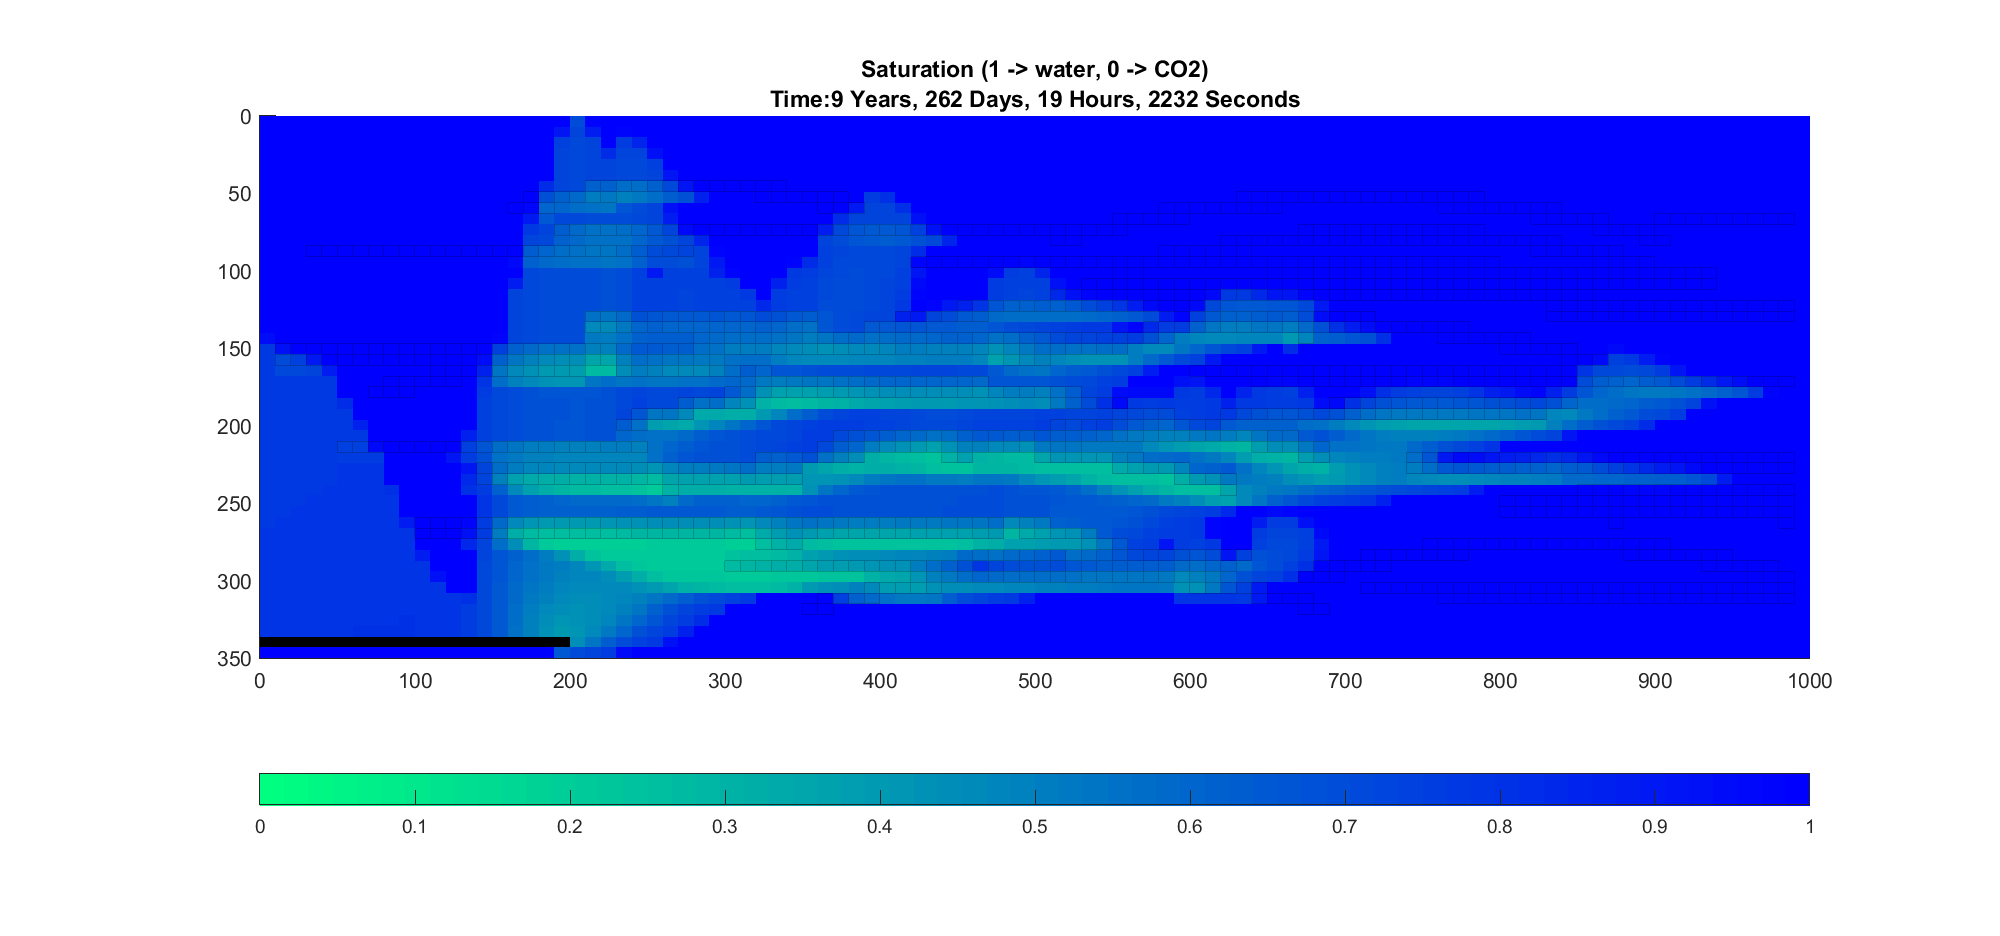 Saturation (1 -> water, 0 -> CO2)
Time:9 Years, 262 Days, 19 Hours, 2232 Seconds
0
50
100
150
200
250
300
350
0 100 200 300 400 500 600 700 800 900 1000
0 0.1 0.2 0.3 0.4 0.5 0.6 0.7 0.8 0.9 1